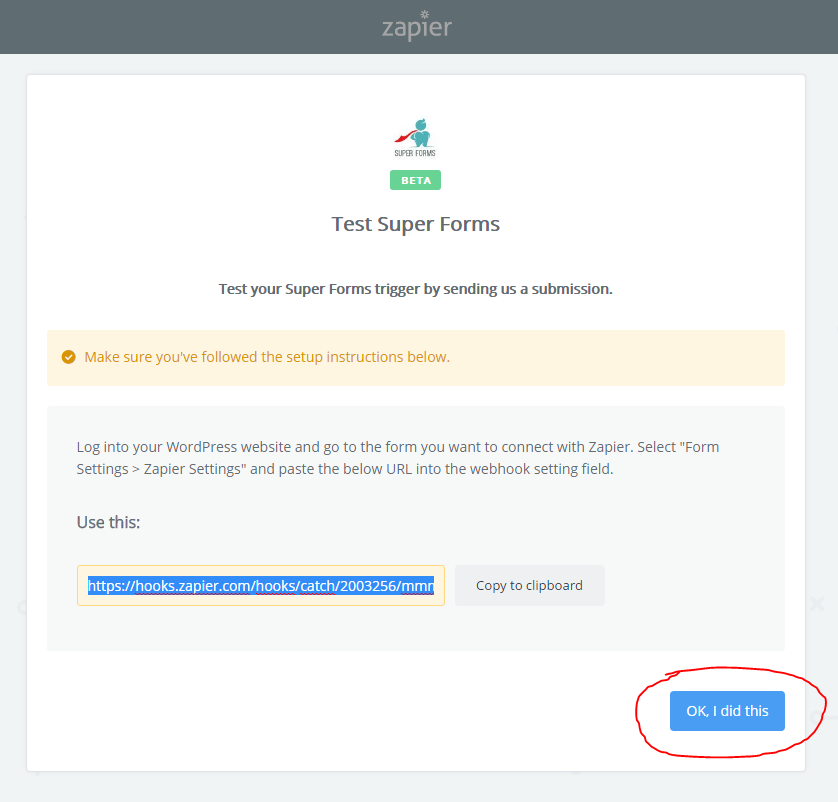 zapier
SUPER FORMS
BETA
Test Super Forms
Test your Super Forms trigger by sending us a submission.
Make sure you've followed the setup instructions below.
Log into your WordPress website and go to the form you want to connect with Zapier. Select "Form
Settings > Zapier Settings" and paste the below URL into the webhook setting field.
Use this:
https://hooks.zapier.com/hooks/catch/2003256/mmr
Copy to clipboard
OK, I did this